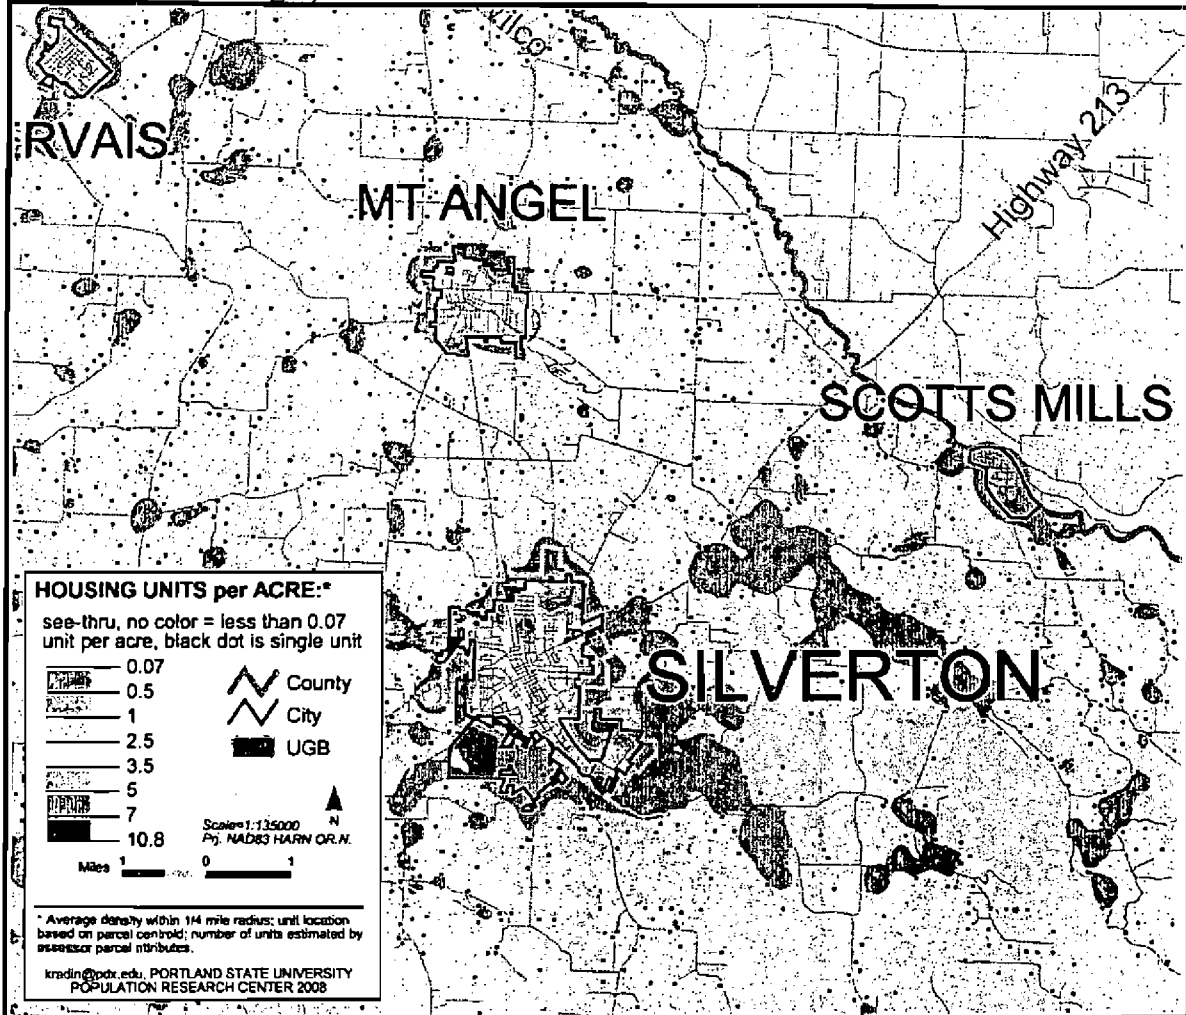 Wilco
Highway 213
RVAIS
MT ANGEL
SCOTTS MILLS
SILVERTON
HOUSING UNITS per ACRE:*
see-thru, no color = less than 0.07
unit per acre, black dot is single unit
0.07
0.5
1
2.5
3.5
5
7
10.8
County
City
UGB
N
Scale=1:135000
Prj. NAD83 HARN OR.N.
Miles 1 0 1
* Average density within 1/4 mile radius; unit location
based on parcel centroid; number of units estimated by
assessor parcel attributes.
kradin@pdx.edu, PORTLAND STATE UNIVERSITY
POPULATION RESEARCH CENTER 2008